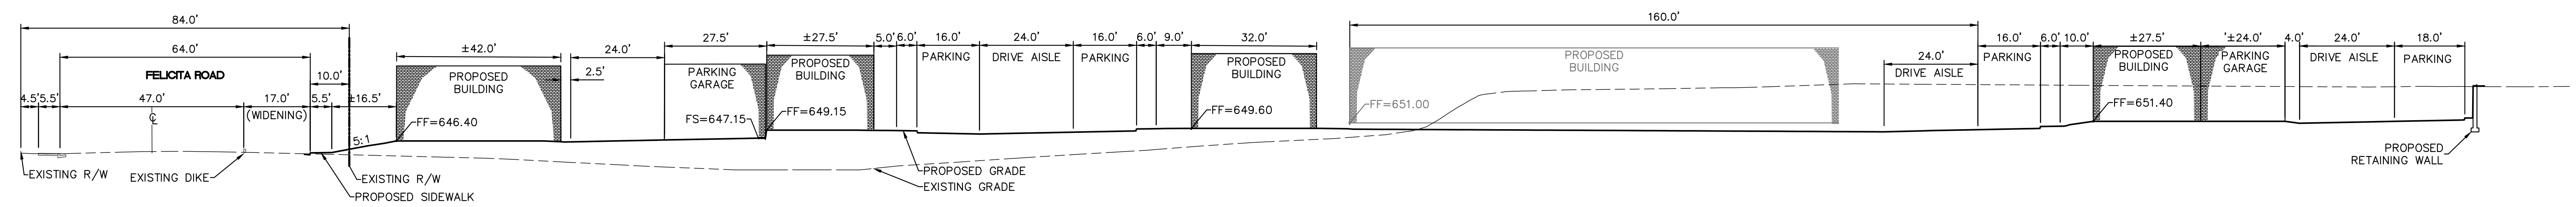 84.0'
64.0'
FELICITA ROAD
10.0'
4.5'
5.5'
47.0'
17.0'
(WIDENING)
5.5'
±16.5'
℄
5:1
EXISTING R/W
EXISTING DIKE
EXISTING R/W
PROPOSED SIDEWALK
±42.0'
PROPOSED
BUILDING
FF=646.40
24.0'
2.5'
27.5'
PARKING
GARAGE
FS=647.15
±27.5'
PROPOSED
BUILDING
FF=649.15
5.0'
6.0'
16.0'
PARKING
24.0'
DRIVE AISLE
16.0'
PARKING
6.0'
9.0'
32.0'
PROPOSED
BUILDING
FF=649.60
PROPOSED GRADE
EXISTING GRADE
160.0'
PROPOSED
BUILDING
FF=651.00
24.0'
DRIVE AISLE
16.0'
PARKING
6.0'
10.0'
±27.5'
PROPOSED
BUILDING
FF=651.40
'±24.0'
PARKING
GARAGE
4.0'
24.0'
DRIVE AISLE
18.0'
PARKING
PROPOSED
RETAINING WALL